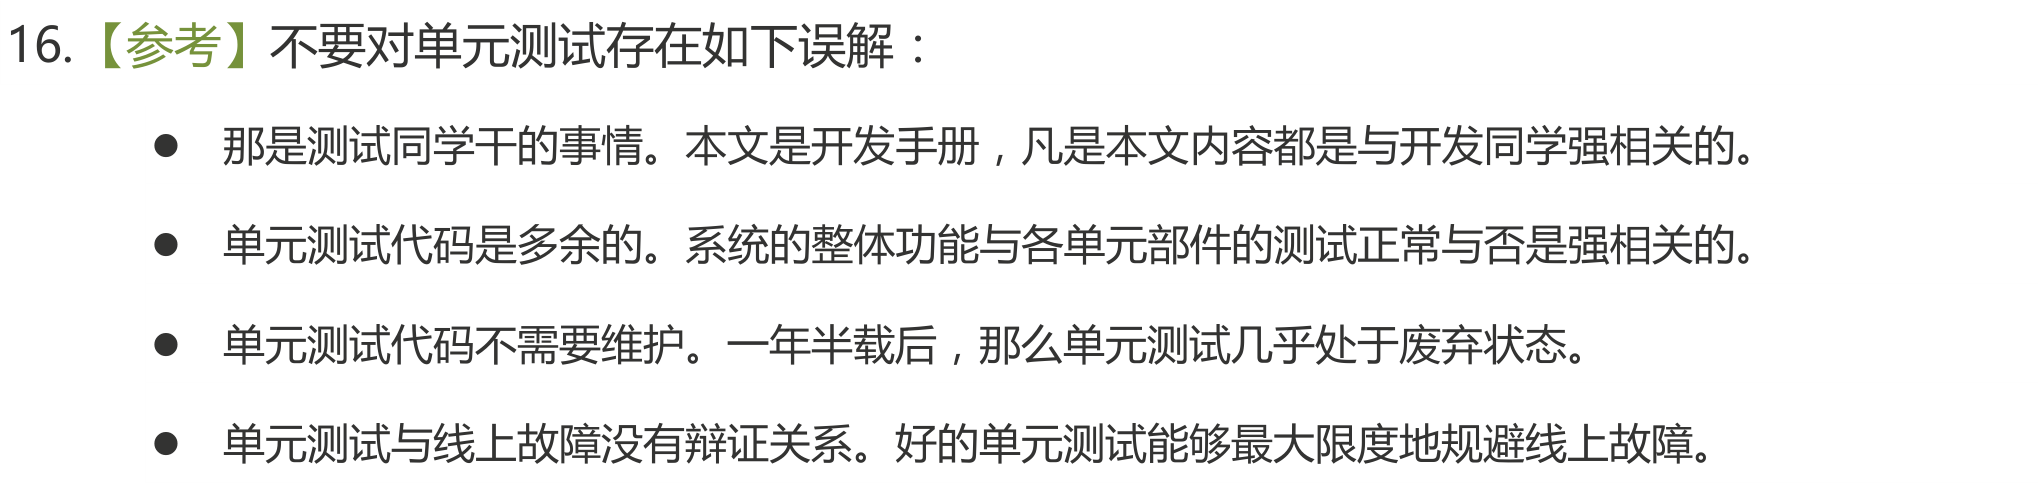 16.【参考】不要对单元测试存在如下误解：
● 那是测试同学干的事情。本文是开发手册，凡是本文内容都是与开发同学强相关的。
● 单元测试代码是多余的。系统的整体功能与各单元部件的测试正常与否是强相关的。
● 单元测试代码不需要维护。一年半载后，那么单元测试几乎处于废弃状态。
● 单元测试与线上故障没有辩证关系。好的单元测试能够最大限度地规避线上故障。